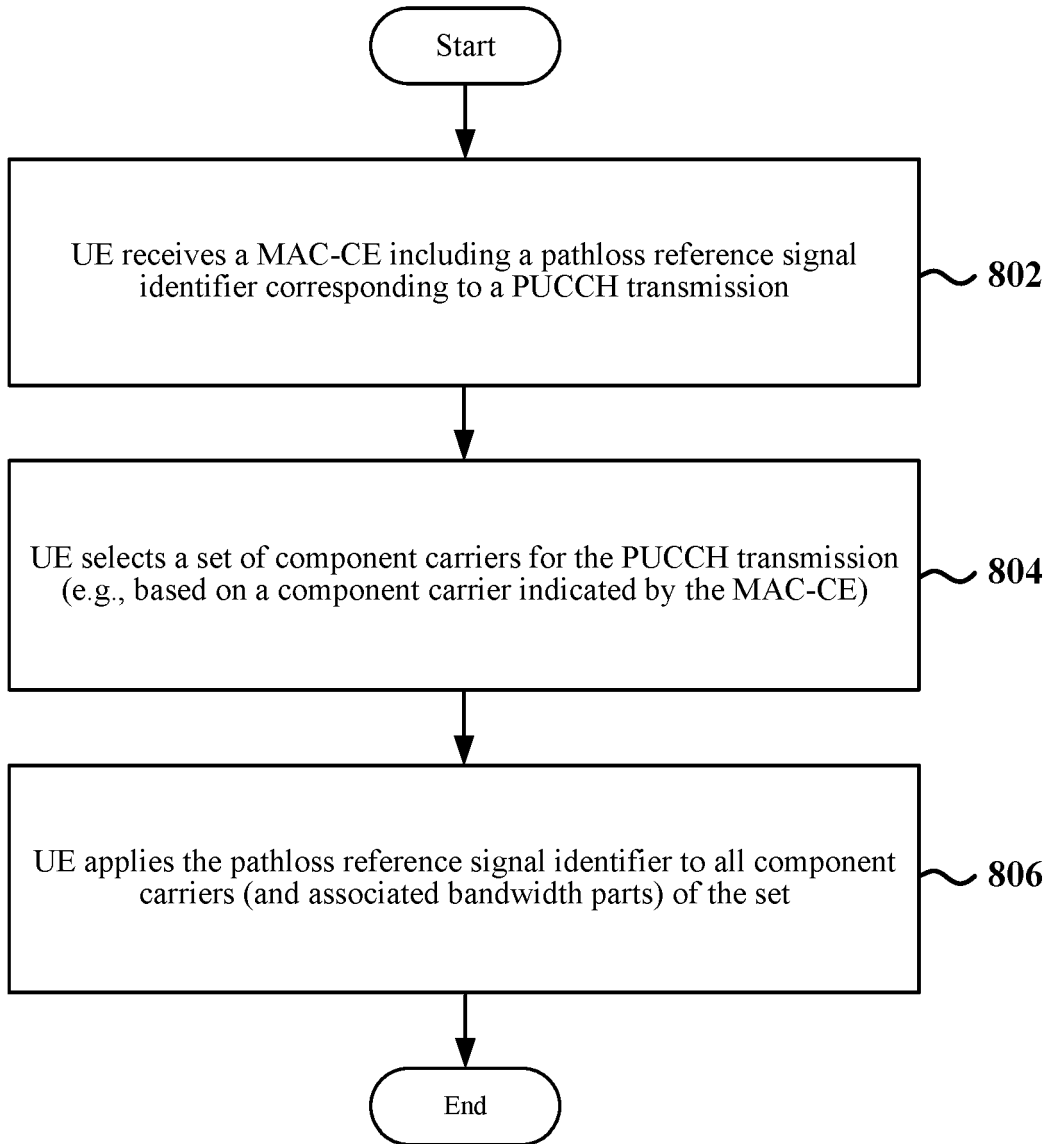 Start
UE receives a MAC-CE including a pathloss reference signal
identifier corresponding to a PUCCH transmission
802
UE selects a set of component carriers for the PUCCH transmission
(e.g., based on a component carrier indicated by the MAC-CE)
804
UE applies the pathloss reference signal identifier to all component
carriers (and associated bandwidth parts) of the set
806
End